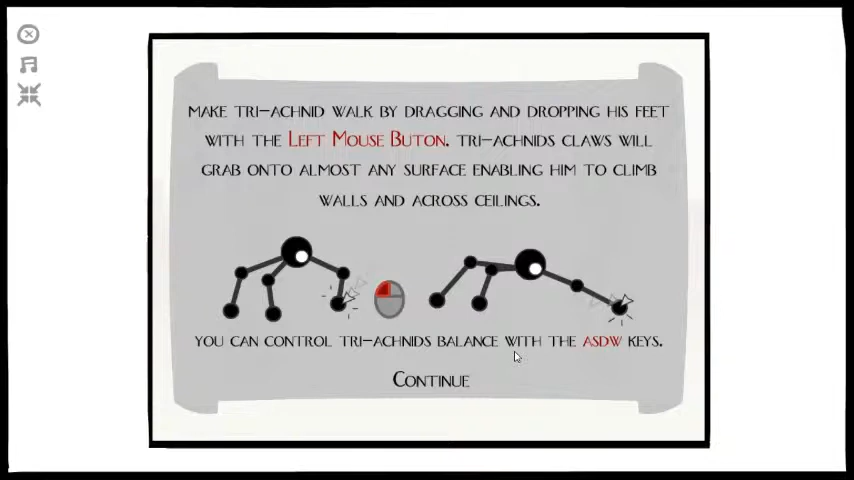 MAKE TRI-ACHNID WALK BY DRAGGING AND DROPPING HIS FEET
WITH THE LEFT MOUSE BUTON. TRI-ACHNIDS CLAWS WILL
GRAB ONTO ALMOST ANY SURFACE ENABLING HIM TO CLIMB
WALLS AND ACROSS CEILINGS.
YOU CAN CONTROL TRI-ACHNIDS BALANCE WITH THE ASDW KEYS.
CONTINUE